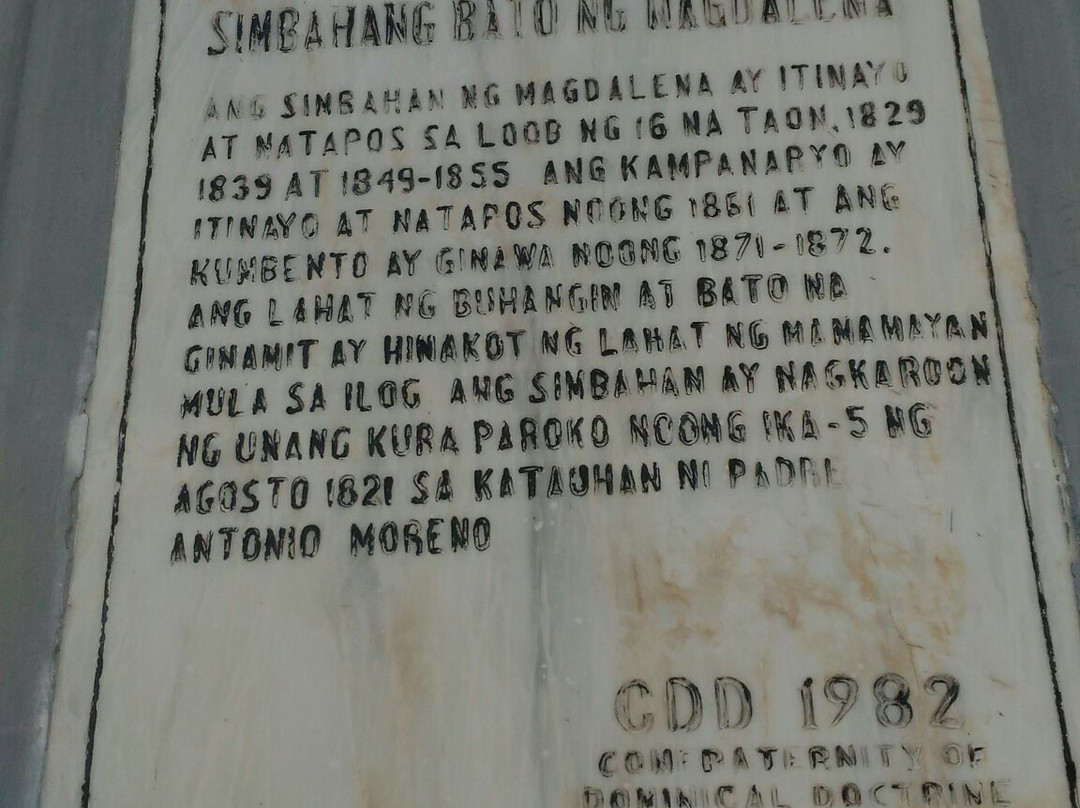 SIMBAHANG BATO NG MAGDALENA
ANG SIMBAHAN NG MAGDALENA AY ITINAYO
AT NATAPOS SA LOOB NG 16 NA TAON, 1829
1839 AT 1849-1855 ANG KAMPANARYO AY
ITINAYO AT NATAPOS NOONG 1861 AT ANG
KUMBENTO AY GINAWA NOONG 1871-1872.
ANG LAHAT NG BUHANGIN AT BATO NA
GINAMIT AY HINAKOT NG LAHAT NG MAMAMAYAN
MULA SA ILOG ANG SIMBAHAN AY NAGKAROON
NG UNANG KURA PAROKO NOONG IKA-5 NG
AGOSTO 1821 SA KATAUHAN NI PADRE
ANTONIO MORENO
CDD 1982
CONFRATERNITY OF
DOMINICAL DOCTRINE